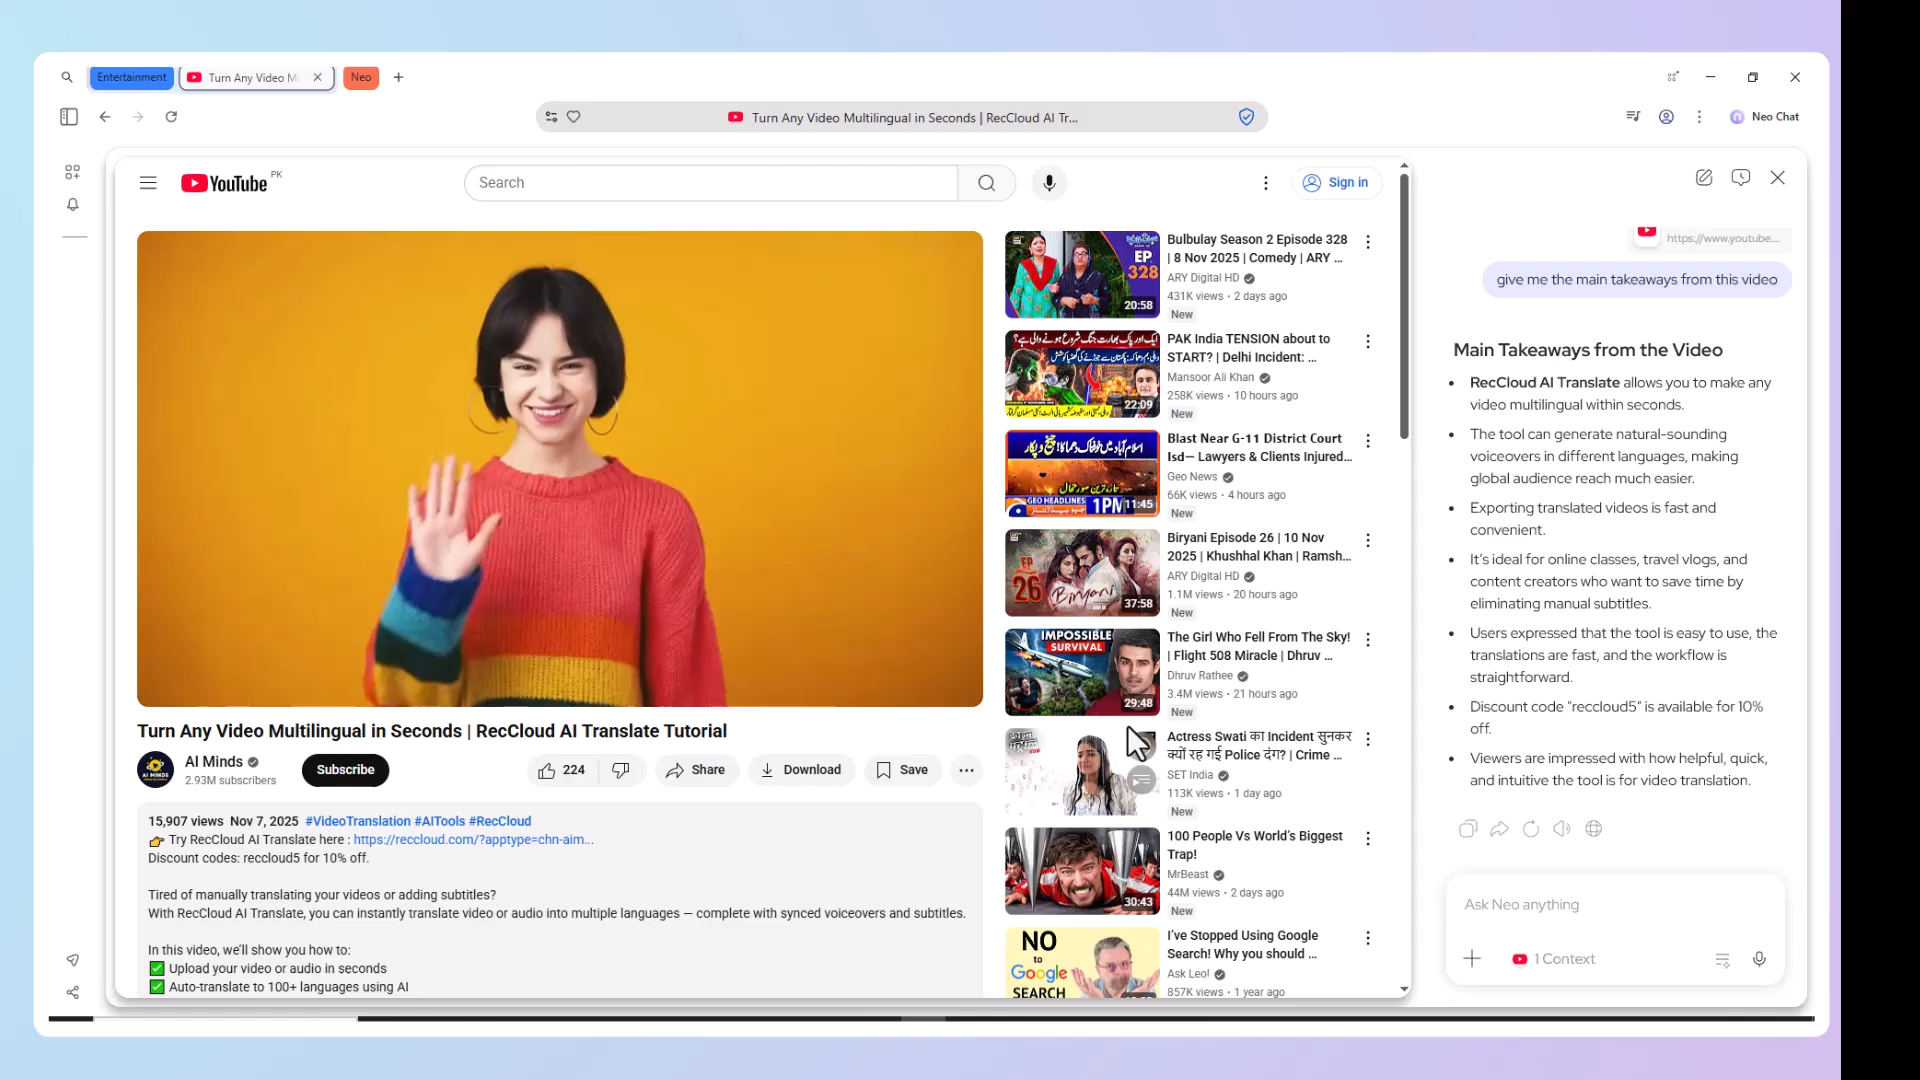 Entertainment
Turn Any Video M
Neo
Turn Any Video Multilingual in Seconds | RecCloud AI Tr...
Neo Chat
YouTube PK
Search
Sign in
EP.
328
20:58
Bulbulay Season 2 Episode 328
| 8 Nov 2025 | Comedy | ARY ...
ARY Digital HD
431K views • 2 days ago
New
22:09
PAK India TENSION about to
START? | Delhi Incident: ...
Mansoor Ali Khan
258K views • 10 hours ago
New
GEO HEADLINES 1PM
11:45
Blast Near G-11 District Court
Isd— Lawyers & Clients Injured...
Geo News
66K views • 4 hours ago
New
EP
26
Biryani
37:58
Biryani Episode 26 | 10 Nov
2025 | Khushhal Khan | Ramsh...
ARY Digital HD
1.1M views • 20 hours ago
New
IMPOSSIBLE
SURVIVAL
29:48
The Girl Who Fell From The Sky!
| Flight 508 Miracle | Dhruv ...
Dhruv Rathee
3.4M views • 21 hours ago
New
Actress Swati का Incident सुनकर
क्यों रह गई Police दंग? | Crime ...
SET India
113K views • 1 day ago
New
30:43
100 People Vs World's Biggest
Trap!
MrBeast
44M views • 2 days ago
New
NO
to
Google
SEARCH
I've Stopped Using Google
Search! Why you should ...
Ask Leo!
857K views • 1 year ago
Turn Any Video Multilingual in Seconds | RecCloud AI Translate Tutorial
AI MINDS
AI Minds
2.93M subscribers
Subscribe
224
Share
Download
Save
15,907 views Nov 7, 2025 #VideoTranslation #AITools #RecCloud
👉 Try RecCloud AI Translate here : https://reccloud.com/?apptype=chn-aim...
Discount codes: reccloud5 for 10% off.
Tired of manually translating your videos or adding subtitles?
With RecCloud AI Translate, you can instantly translate video or audio into multiple languages — complete with synced voiceovers and subtitles.
In this video, we'll show you how to:
✅ Upload your video or audio in seconds
✅ Auto-translate to 100+ languages using AI
https://www.youtube....
give me the main takeaways from this video
Main Takeaways from the Video
• RecCloud AI Translate allows you to make any
video multilingual within seconds.
• The tool can generate natural-sounding
voiceovers in different languages, making
global audience reach much easier.
• Exporting translated videos is fast and
convenient.
• It's ideal for online classes, travel vlogs, and
content creators who want to save time by
eliminating manual subtitles.
• Users expressed that the tool is easy to use, the
translations are fast, and the workflow is
straightforward.
• Discount code "reccloud5" is available for 10%
off.
• Viewers are impressed with how helpful, quick,
and intuitive the tool is for video translation.
Ask Neo anything
1 Context